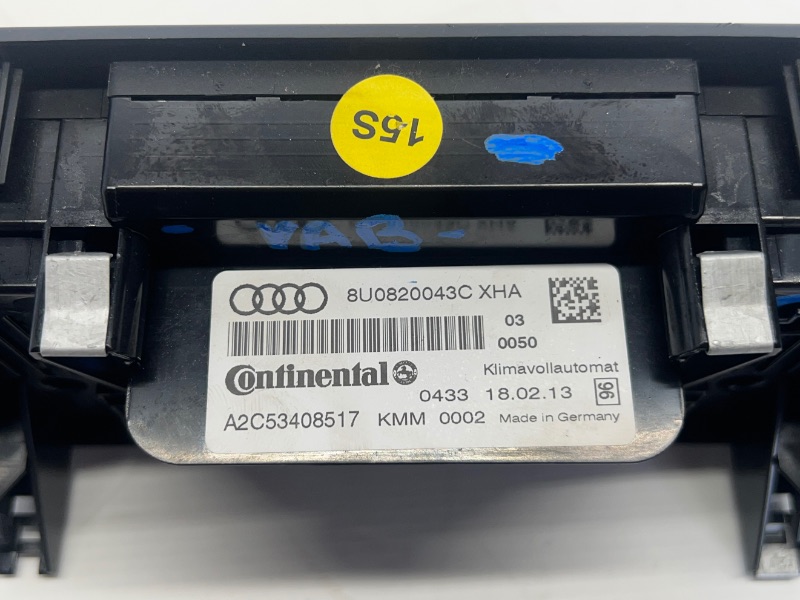 15S
YAB-
8U0820043C XHA
03
0050
Continental
Klimavollautomat
0433 18.02.13 96
A2C53408517 KMM 0002 Made in Germany